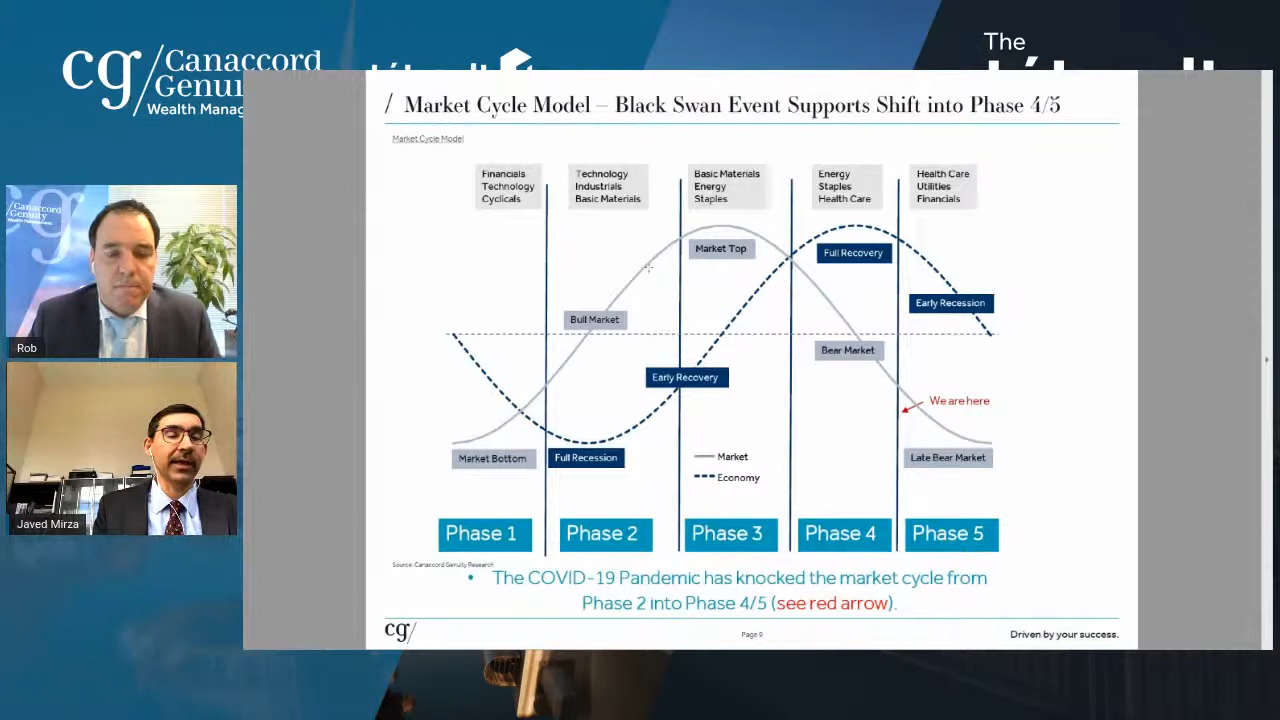 cg/Canaccord
Genuity
Wealth Manag
The
/ Market Cycle Model – Black Swan Event Supports Shift into Phase 4/5
Market Cycle Model
Financials
Technology
Cyclicals
Technology
Industrials
Basic Materials
Basic Materials
Energy
Staples
Energy
Staples
Health Care
Health Care
Utilities
Financials
Market Top
Full Recovery
Early Recession
Bull Market
Bear Market
Early Recovery
We are here
Market Bottom
Full Recession
Market
Economy
Late Bear Market
Phase 1
Phase 2
Phase 3
Phase 4
Phase 5
Source: Canaccord Genuity Research
• The COVID-19 Pandemic has knocked the market cycle from
Phase 2 into Phase 4/5 (see red arrow).
cg/
Page 9
Driven by your success.
Canaccord
Genuity
Wealth Management
Rob
Javed Mirza